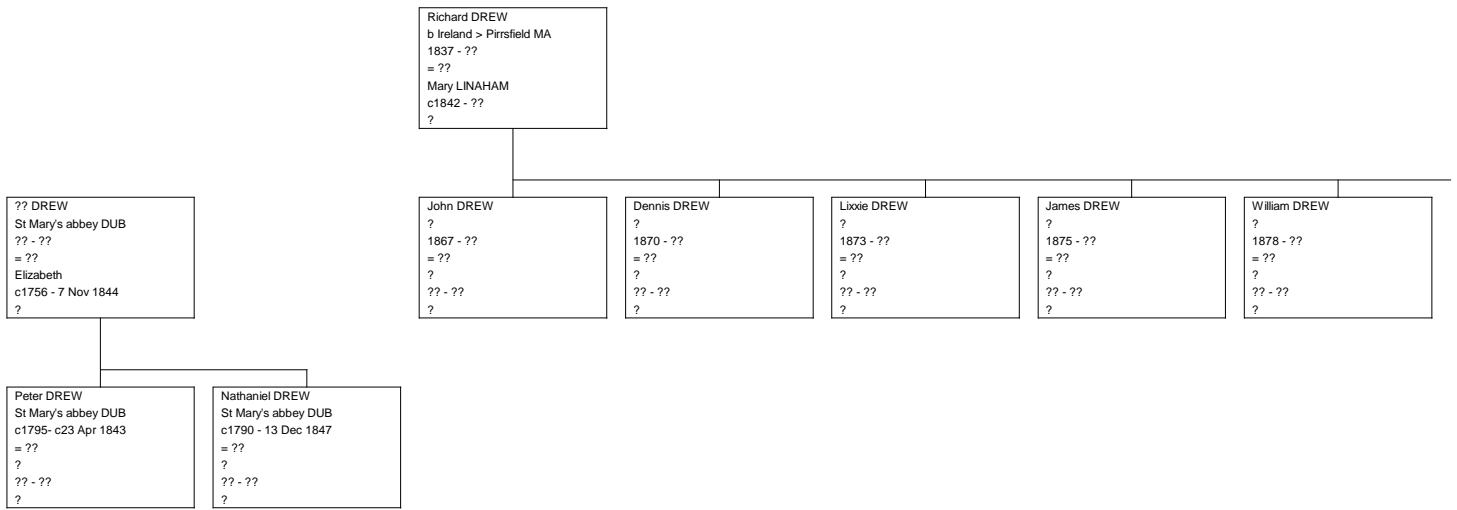 Richard DREW
b Ireland > Pirrsfield MA
1837 - ??
= ??
Mary LINAHAM
c1842 - ??
?
?? DREW
St Mary's abbey DUB
?? - ??
= ??
Elizabeth
c1756 - 7 Nov 1844
?
John DREW
?
1867 - ??
= ??
?
?? - ??
?
Dennis DREW
?
1870 - ??
= ??
?
?? - ??
?
Lixxie DREW
?
1873 - ??
= ??
?
?? - ??
?
James DREW
?
1875 - ??
= ??
?
?? - ??
?
William DREW
?
1878 - ??
= ??
?
?? - ??
?
Peter DREW
St Mary's abbey DUB
c1795- c23 Apr 1843
= ??
?
?? - ??
?
Nathaniel DREW
St Mary's abbey DUB
c1790 - 13 Dec 1847
= ??
?
?? - ??
?